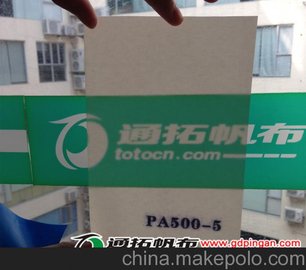 通拓帆布
totocn.com
PA500-5
通拓帆布 www.gdpingan.com
china.makepolo.com